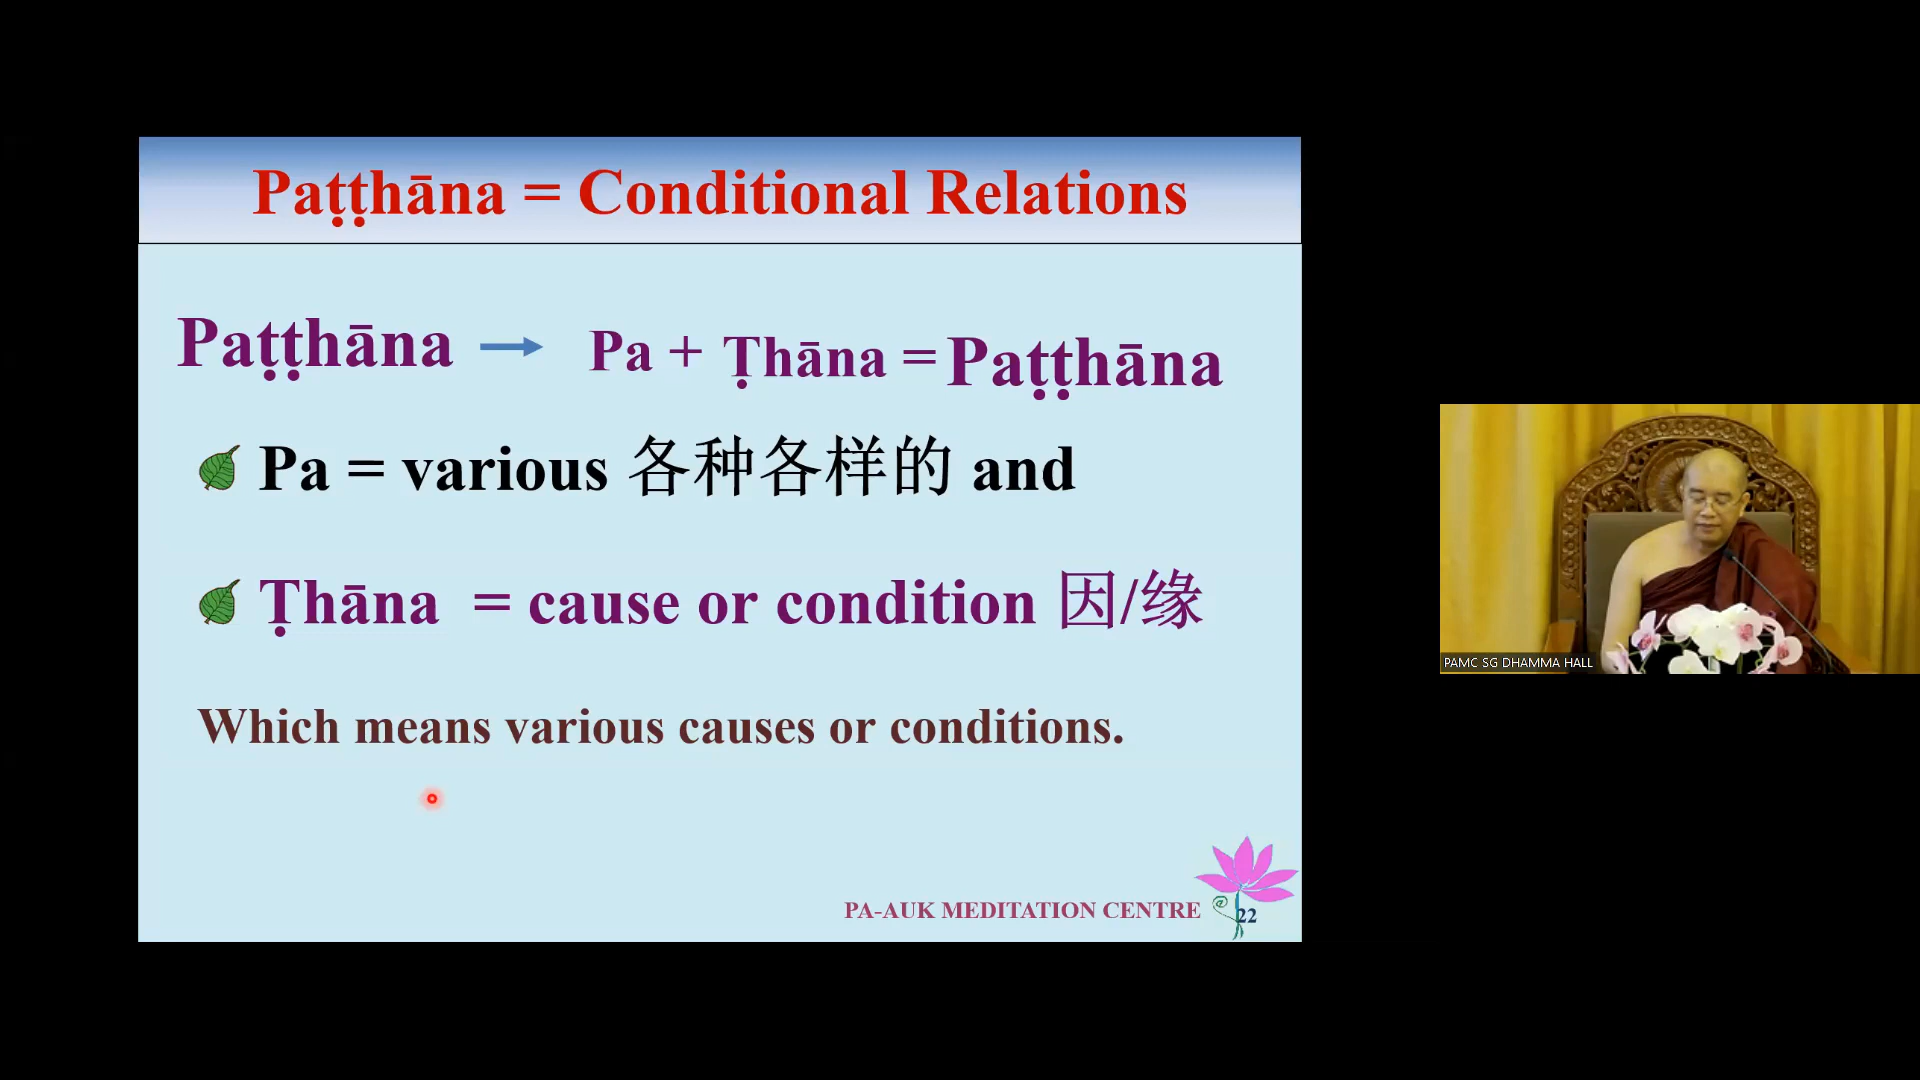 Paṭṭhāna = Conditional Relations
Paṭṭhāna → Pa + Ṭhāna = Paṭṭhāna
Pa = various 各种各样的 and
Ṭhāna = cause or condition 因/缘
Which means various causes or conditions.
PA-AUK MEDITATION CENTRE @ 22
PAMC SG DHAMMA HALL